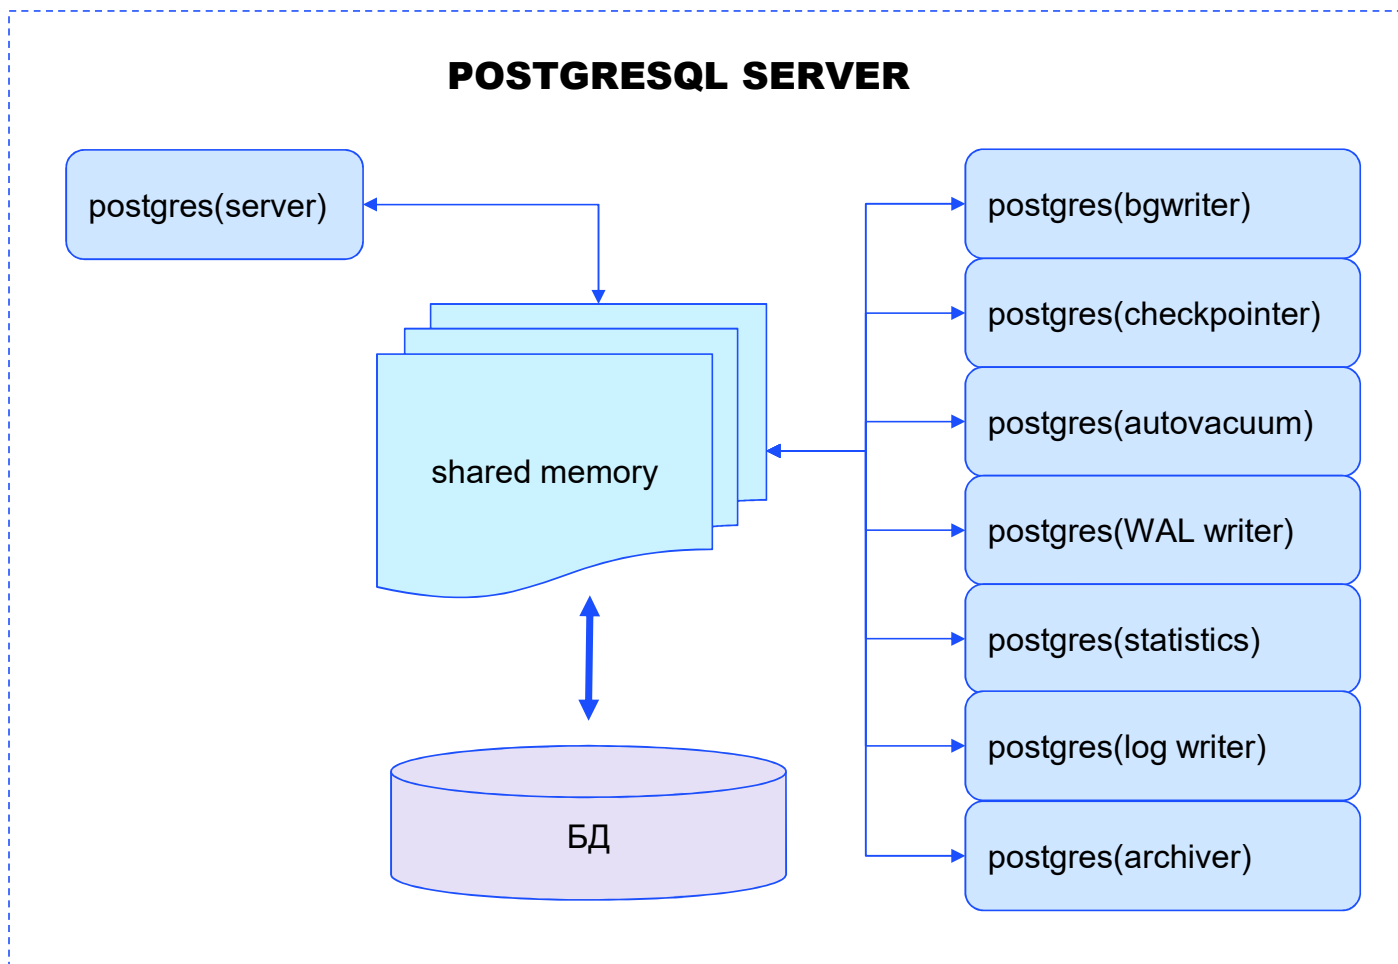 POSTGRESQL SERVER
postgres(server)
shared memory
БД
postgres(bgwriter)
postgres(checkpointer)
postgres(autovacuum)
postgres(WAL writer)
postgres(statistics)
postgres(log writer)
postgres(archiver)